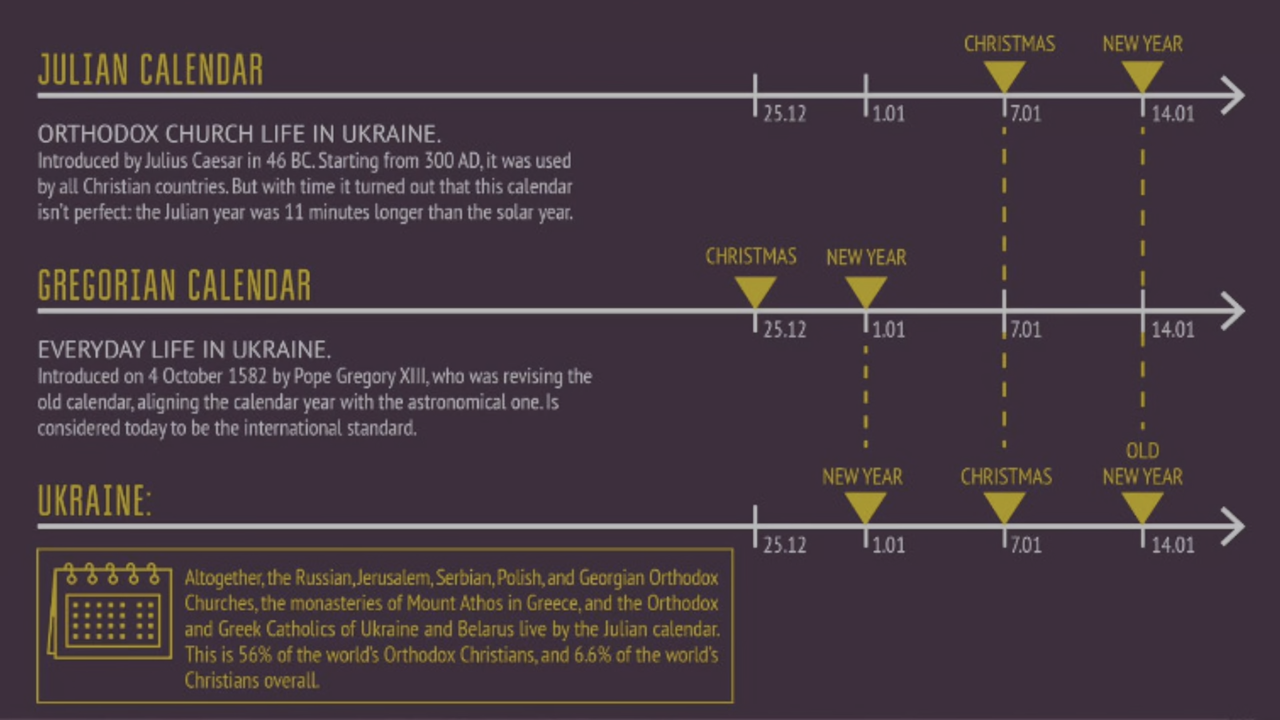 CHRISTMAS NEW YEAR
JULIAN CALENDAR
25.12 1.01 7.01 14.01
ORTHODOX CHURCH LIFE IN UKRAINE.
Introduced by Julius Caesar in 46 BC. Starting from 300 AD, it was used
by all Christian countries. But with time it turned out that this calendar
isn't perfect: the Julian year was 11 minutes longer than the solar year.
CHRISTMAS NEW YEAR
GREGORIAN CALENDAR
25.12 1.01 7.01 14.01
EVERYDAY LIFE IN UKRAINE.
Introduced on 4 October 1582 by Pope Gregory XIII, who was revising the
old calendar, aligning the calendar year with the astronomical one. Is
considered today to be the international standard.
OLD
NEW YEAR CHRISTMAS NEW YEAR
UKRAINE:
25.12 1.01 7.01 14.01
Altogether, the Russian, Jerusalem, Serbian, Polish, and Georgian Orthodox
Churches, the monasteries of Mount Athos in Greece, and the Orthodox
and Greek Catholics of Ukraine and Belarus live by the Julian calendar.
This is 56% of the world's Orthodox Christians, and 6.6% of the world's
Christians overall.